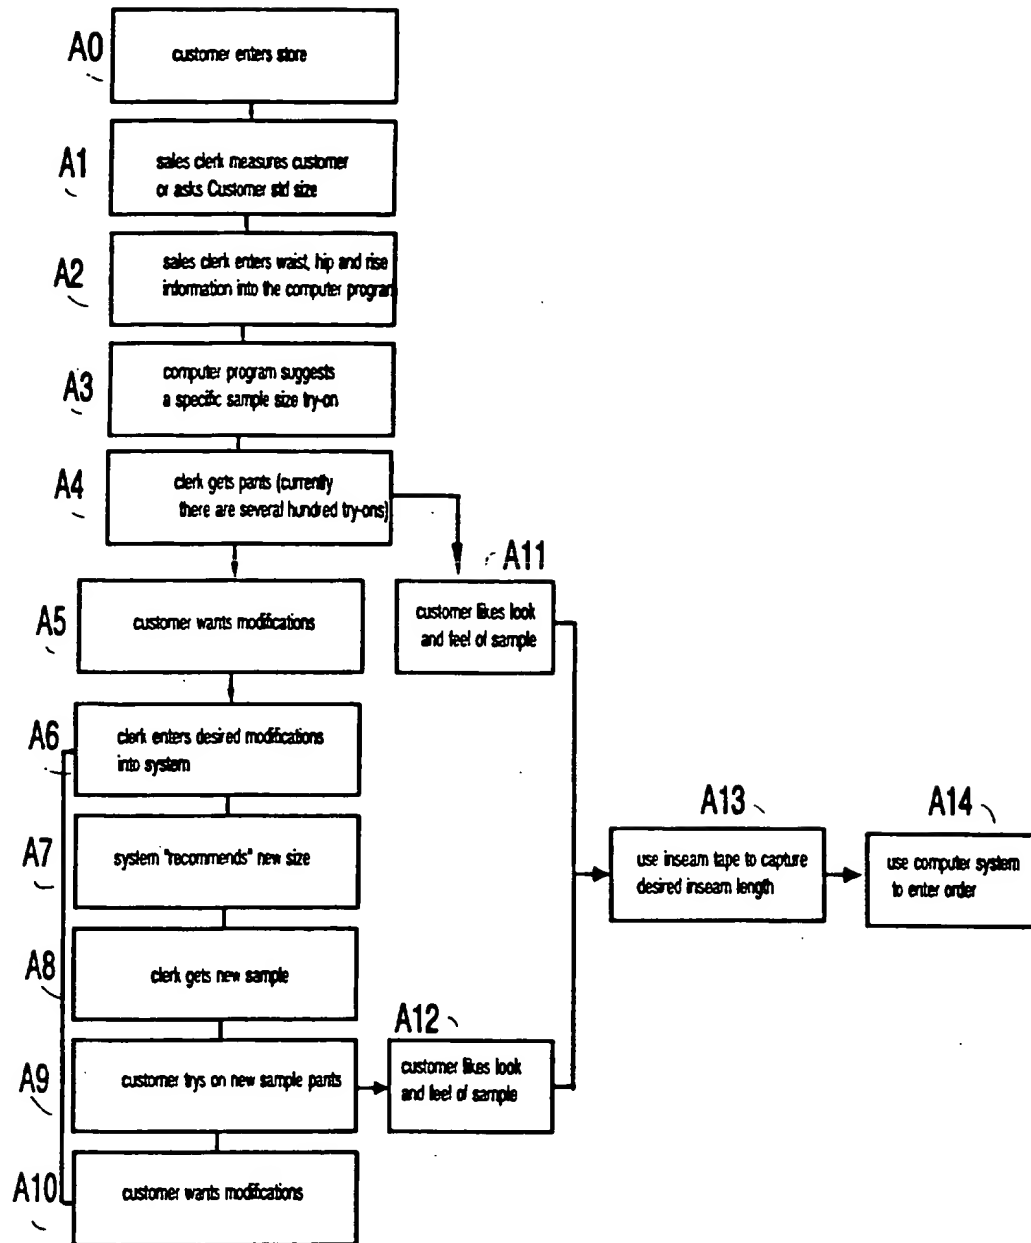 A0
customer enters store
A1
sales clerk measures customer
or asks Customer std size
A2
sales clerk enters waist, hip and rise
information into the computer program
A3
computer program suggests
a specific sample size try-on
A4
clerk gets pants (currently
there are several hundred try-ons)
A5
customer wants modifications
A11
customer likes look
and feel of sample
A6
clerk enters desired modifications
into system
A7
system "recommends" new size
A8
clerk gets new sample
A9
customer trys on new sample pants
A12
customer likes look
and feel of sample
A10
customer wants modifications
A13
use inseam tape to capture
desired inseam length
A14
use computer system
to enter order